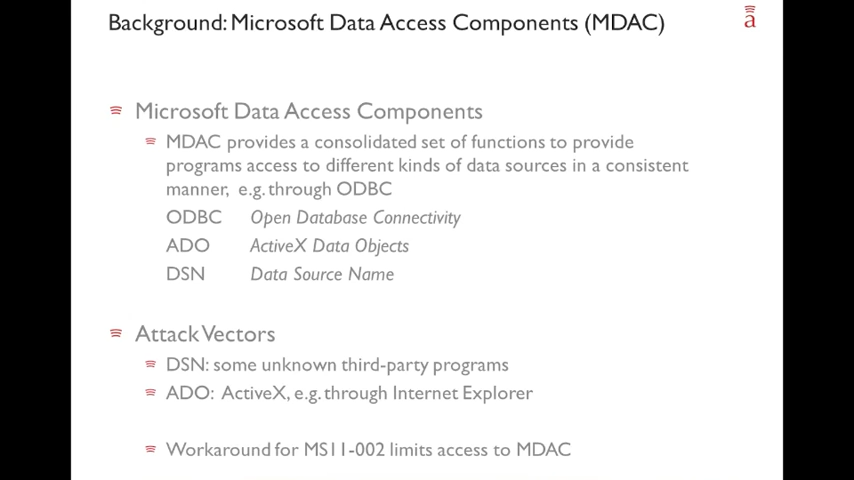 Background: Microsoft Data Access Components (MDAC)
a
Microsoft Data Access Components
MDAC provides a consolidated set of functions to provide
programs access to different kinds of data sources in a consistent
manner, e.g. through ODBC
ODBC Open Database Connectivity
ADO ActiveX Data Objects
DSN Data Source Name
Attack Vectors
DSN: some unknown third-party programs
ADO: ActiveX, e.g. through Internet Explorer
Workaround for MS11-002 limits access to MDAC